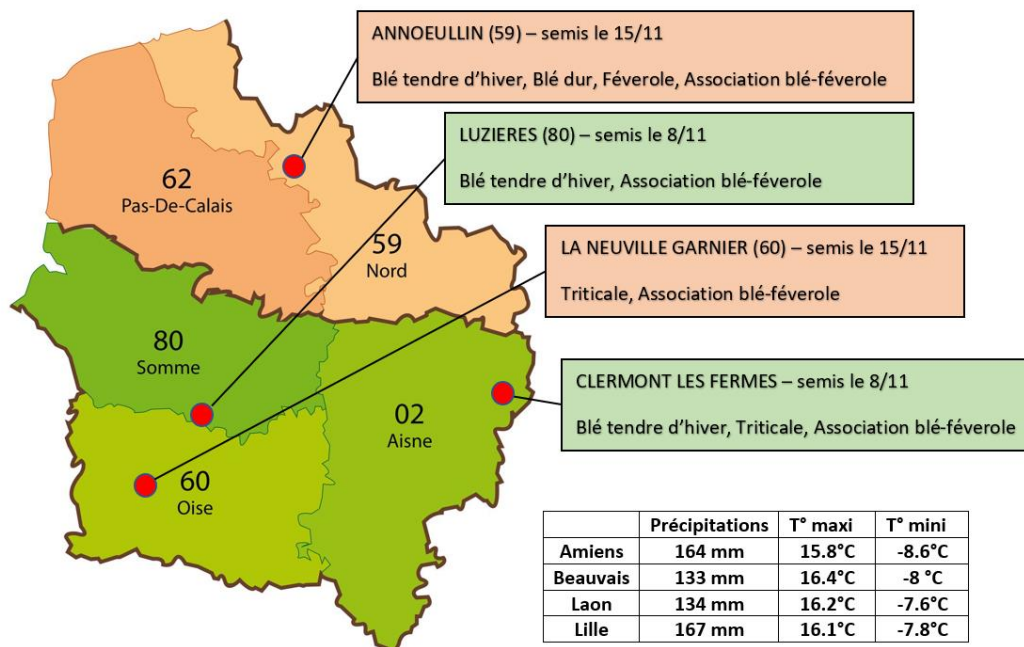 ANNOEULLIN (59) – semis le 15/11
Blé tendre d’hiver, Blé dur, Féverole, Association blé-féverole
LUZIERES (80) – semis le 8/11
Blé tendre d’hiver, Association blé-féverole
62
Pas-De-Calais
59
Nord
LA NEUVILLE GARNIER (60) – semis le 15/11
Triticale, Association blé-féverole
80
Somme
02
Aisne
CLERMONT LES FERMES – semis le 8/11
Blé tendre d’hiver, Triticale, Association blé-féverole
60
Oise
Précipitations T° maxi T° mini
Amiens 164 mm 15.8°C -8.6°C
Beauvais 133 mm 16.4°C -8 °C
Laon 134 mm 16.2°C -7.6°C
Lille 167 mm 16.1°C -7.8°C